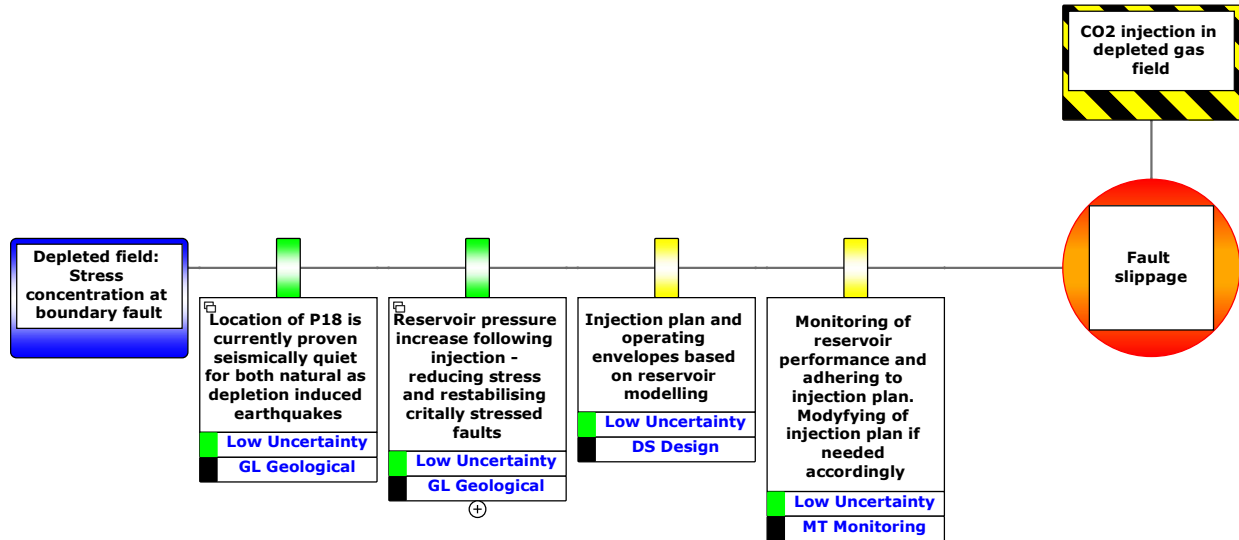 CO2 injection in
depleted gas
field
Depleted field:
Stress
concentration at
boundary fault
Location of P18 is
currently proven
seismically quiet
for both natural as
depletion induced
earthquakes
Low Uncertainty
GL Geological
Reservoir pressure
increase following
injection -
reducing stress
and restabilising
critally stressed
faults
Low Uncertainty
GL Geological
Injection plan and
operating
envelopes based
on reservoir
modelling
Low Uncertainty
DS Design
Monitoring of
reservoir
performance and
adhering to
injection plan.
Modyfying of
injection plan if
needed
accordingly
Low Uncertainty
MT Monitoring
Fault
slippage